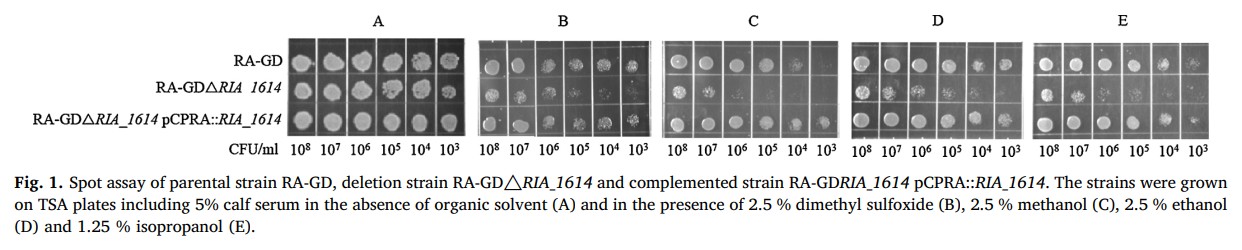 A B C D E
RA-GD
RA-GD△RIA_1614
RA-GD△RIA_1614 pCPRA::RIA_1614
CFU/ml 10⁸ 10⁷ 10⁶ 10⁵ 10⁴ 10³ 10⁸ 10⁷ 10⁶ 10⁵ 10⁴ 10³ 10⁸ 10⁷ 10⁶ 10⁵ 10⁴ 10³ 10⁸ 10⁷ 10⁶ 10⁵ 10⁴ 10³ 10⁸ 10⁷ 10⁶ 10⁵ 10⁴ 10³
Fig. 1. Spot assay of parental strain RA-GD, deletion strain RA-GD△RIA_1614 and complemented strain RA-GDRIA_1614 pCPRA::RIA_1614. The strains were grown
on TSA plates including 5% calf serum in the absence of organic solvent (A) and in the presence of 2.5 % dimethyl sulfoxide (B), 2.5 % methanol (C), 2.5 % ethanol
(D) and 1.25 % isopropanol (E).